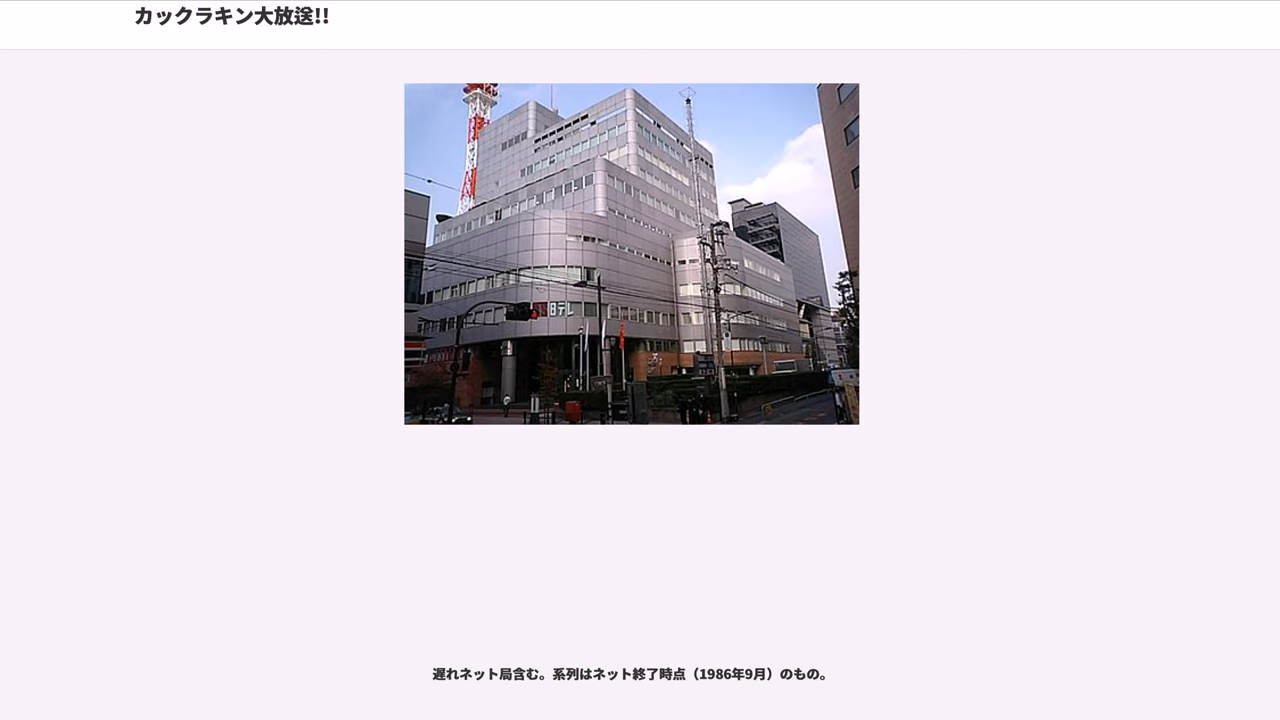 カックラキン大放送!!
日テレ
遅れネット局含む。系列はネット終了時点（1986年9月）のもの。